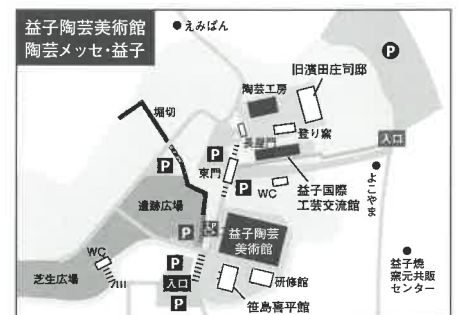 益子陶芸美術館
陶芸メッセ・益子
えみぱん
P
旧濱田庄司邸
陶芸工房
堀切
登り窯
長屋門
入口
P
P
東門
P
WC
益子国際
工芸交流館
よこやま
遺跡広場
P
P
益子陶芸
美術館
WC
芝生広場
P
入口
P
研修館
笹島喜平館
益子焼
窯元共販
センター